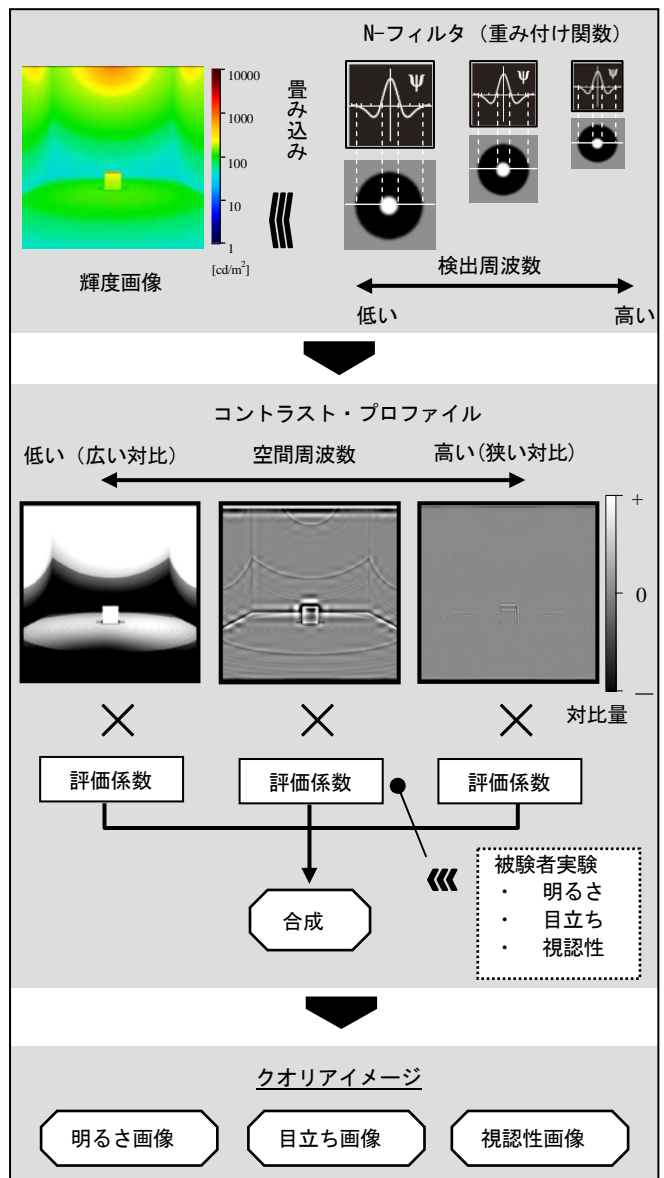 N-フィルタ（重み付け関数）
10000
1000
100
10
1
[cd/m²]
輝度画像
畳み込み
Ψ
Ψ
Ψ
検出周波数
低い
高い
コントラスト・プロファイル
低い（広い対比）
空間周波数
高い(狭い対比)
+
0
—
対比量
×
×
×
評価係数
評価係数
評価係数
合成
被験者実験
・ 明るさ
・ 目立ち
・ 視認性
クオリアイメージ
明るさ画像
目立ち画像
視認性画像